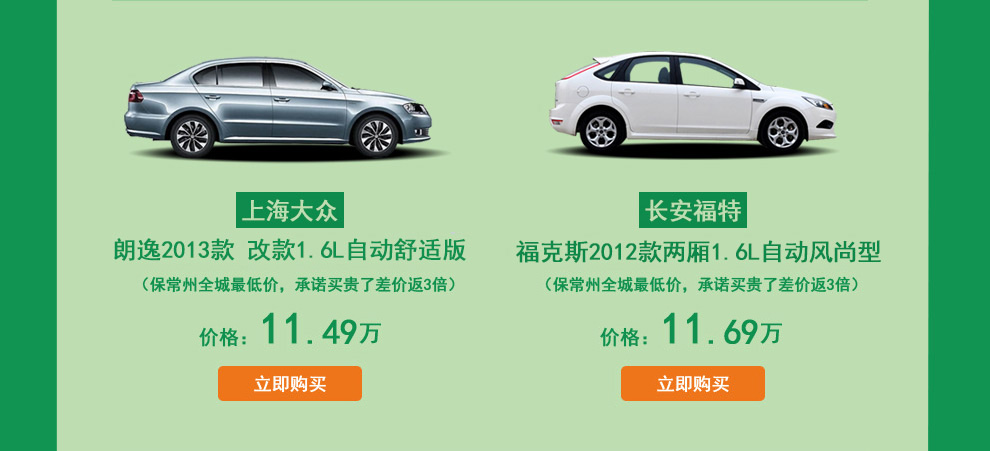 上海大众
朗逸2013款 改款1.6L自动舒适版
（保常州全城最低价，承诺买贵了差价返3倍）
价格：11.49万
立即购买
长安福特
福克斯2012款两厢1.6L自动风尚型
（保常州全城最低价，承诺买贵了差价返3倍）
价格：11.69万
立即购买